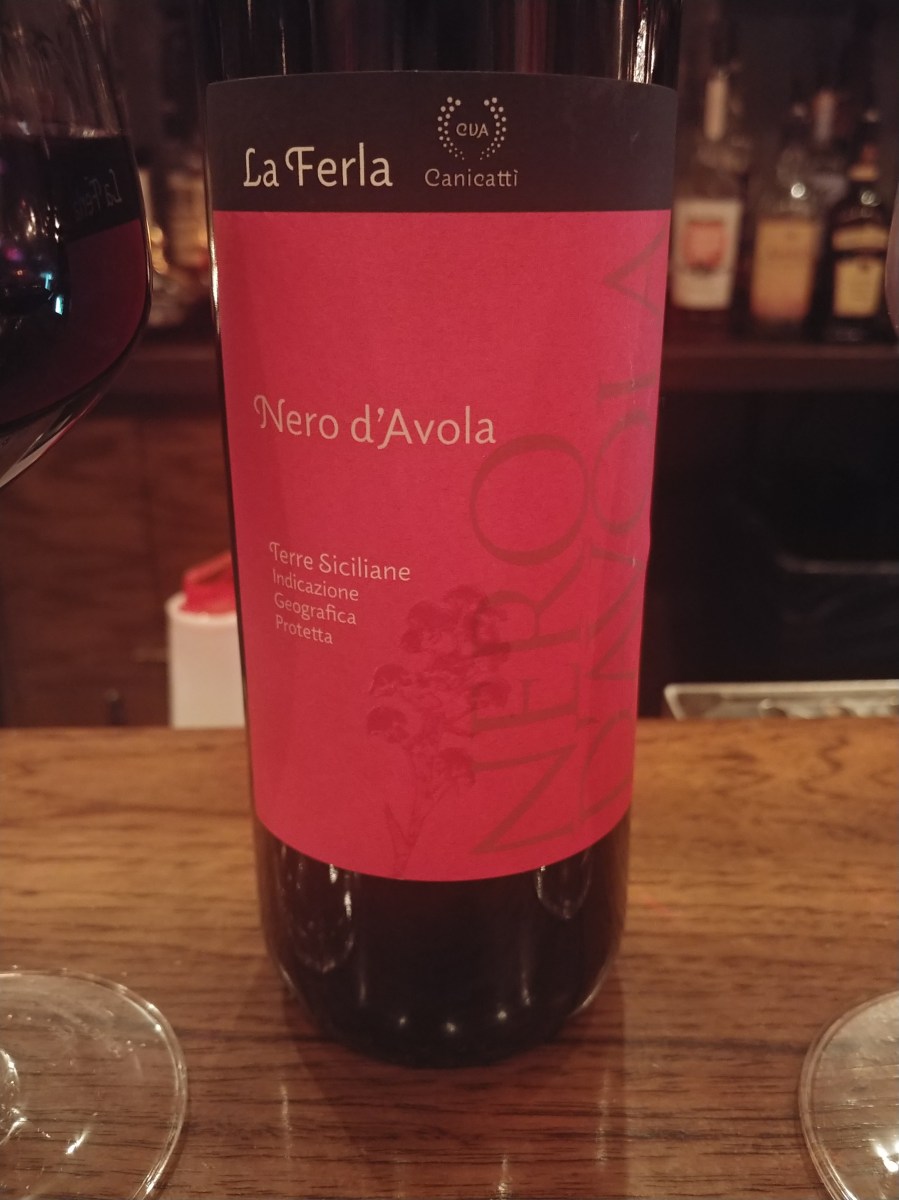 CVA
La Ferla
Canicattì
Nero d'Avola
Terre Siciliane
Indicazione
Geografica
Protetta
NERO
D'AVOLA